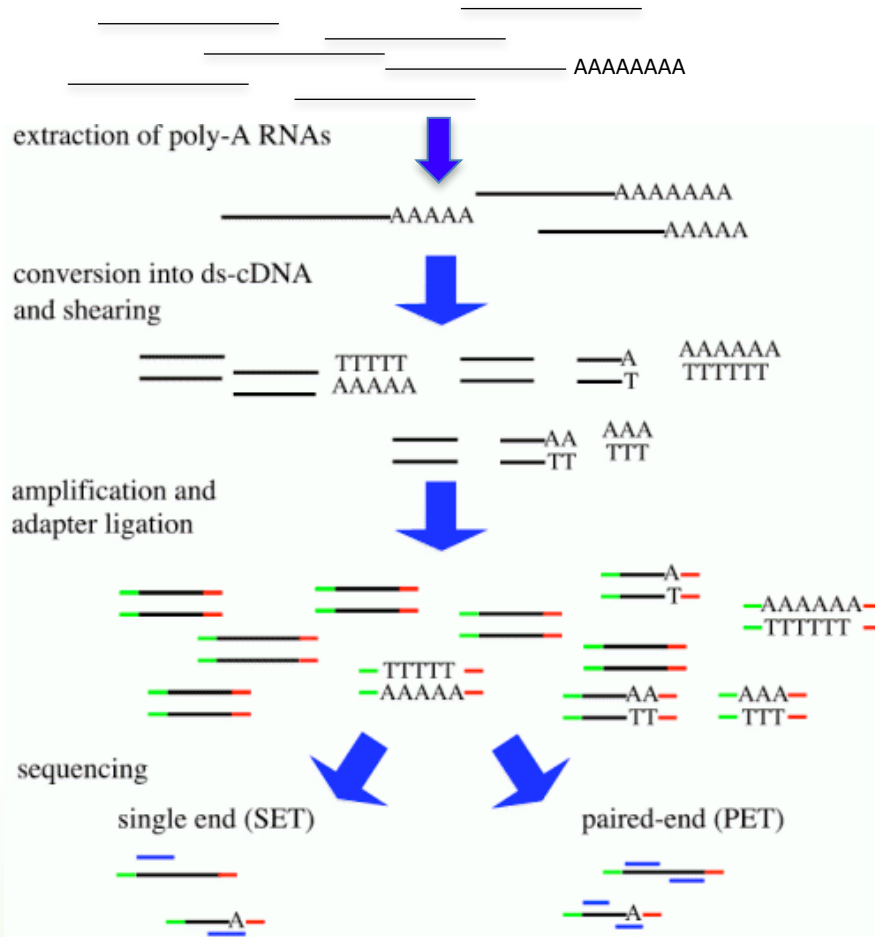 AAAAAAAA
extraction of poly-A RNAs
AAAAAAA
AAAAA
AAAAA
conversion into ds-cDNA
and shearing
TTTTT
AAAAA
A
T
AAAAAA
TTTTTT
AA
TT
AAA
TTT
amplification and
adapter ligation
A
T
AAAAAA
TTTTTT
TTTTT
AAAAA
AA
TT
AAA
TTT
sequencing
single end (SET)
paired-end (PET)
A
A